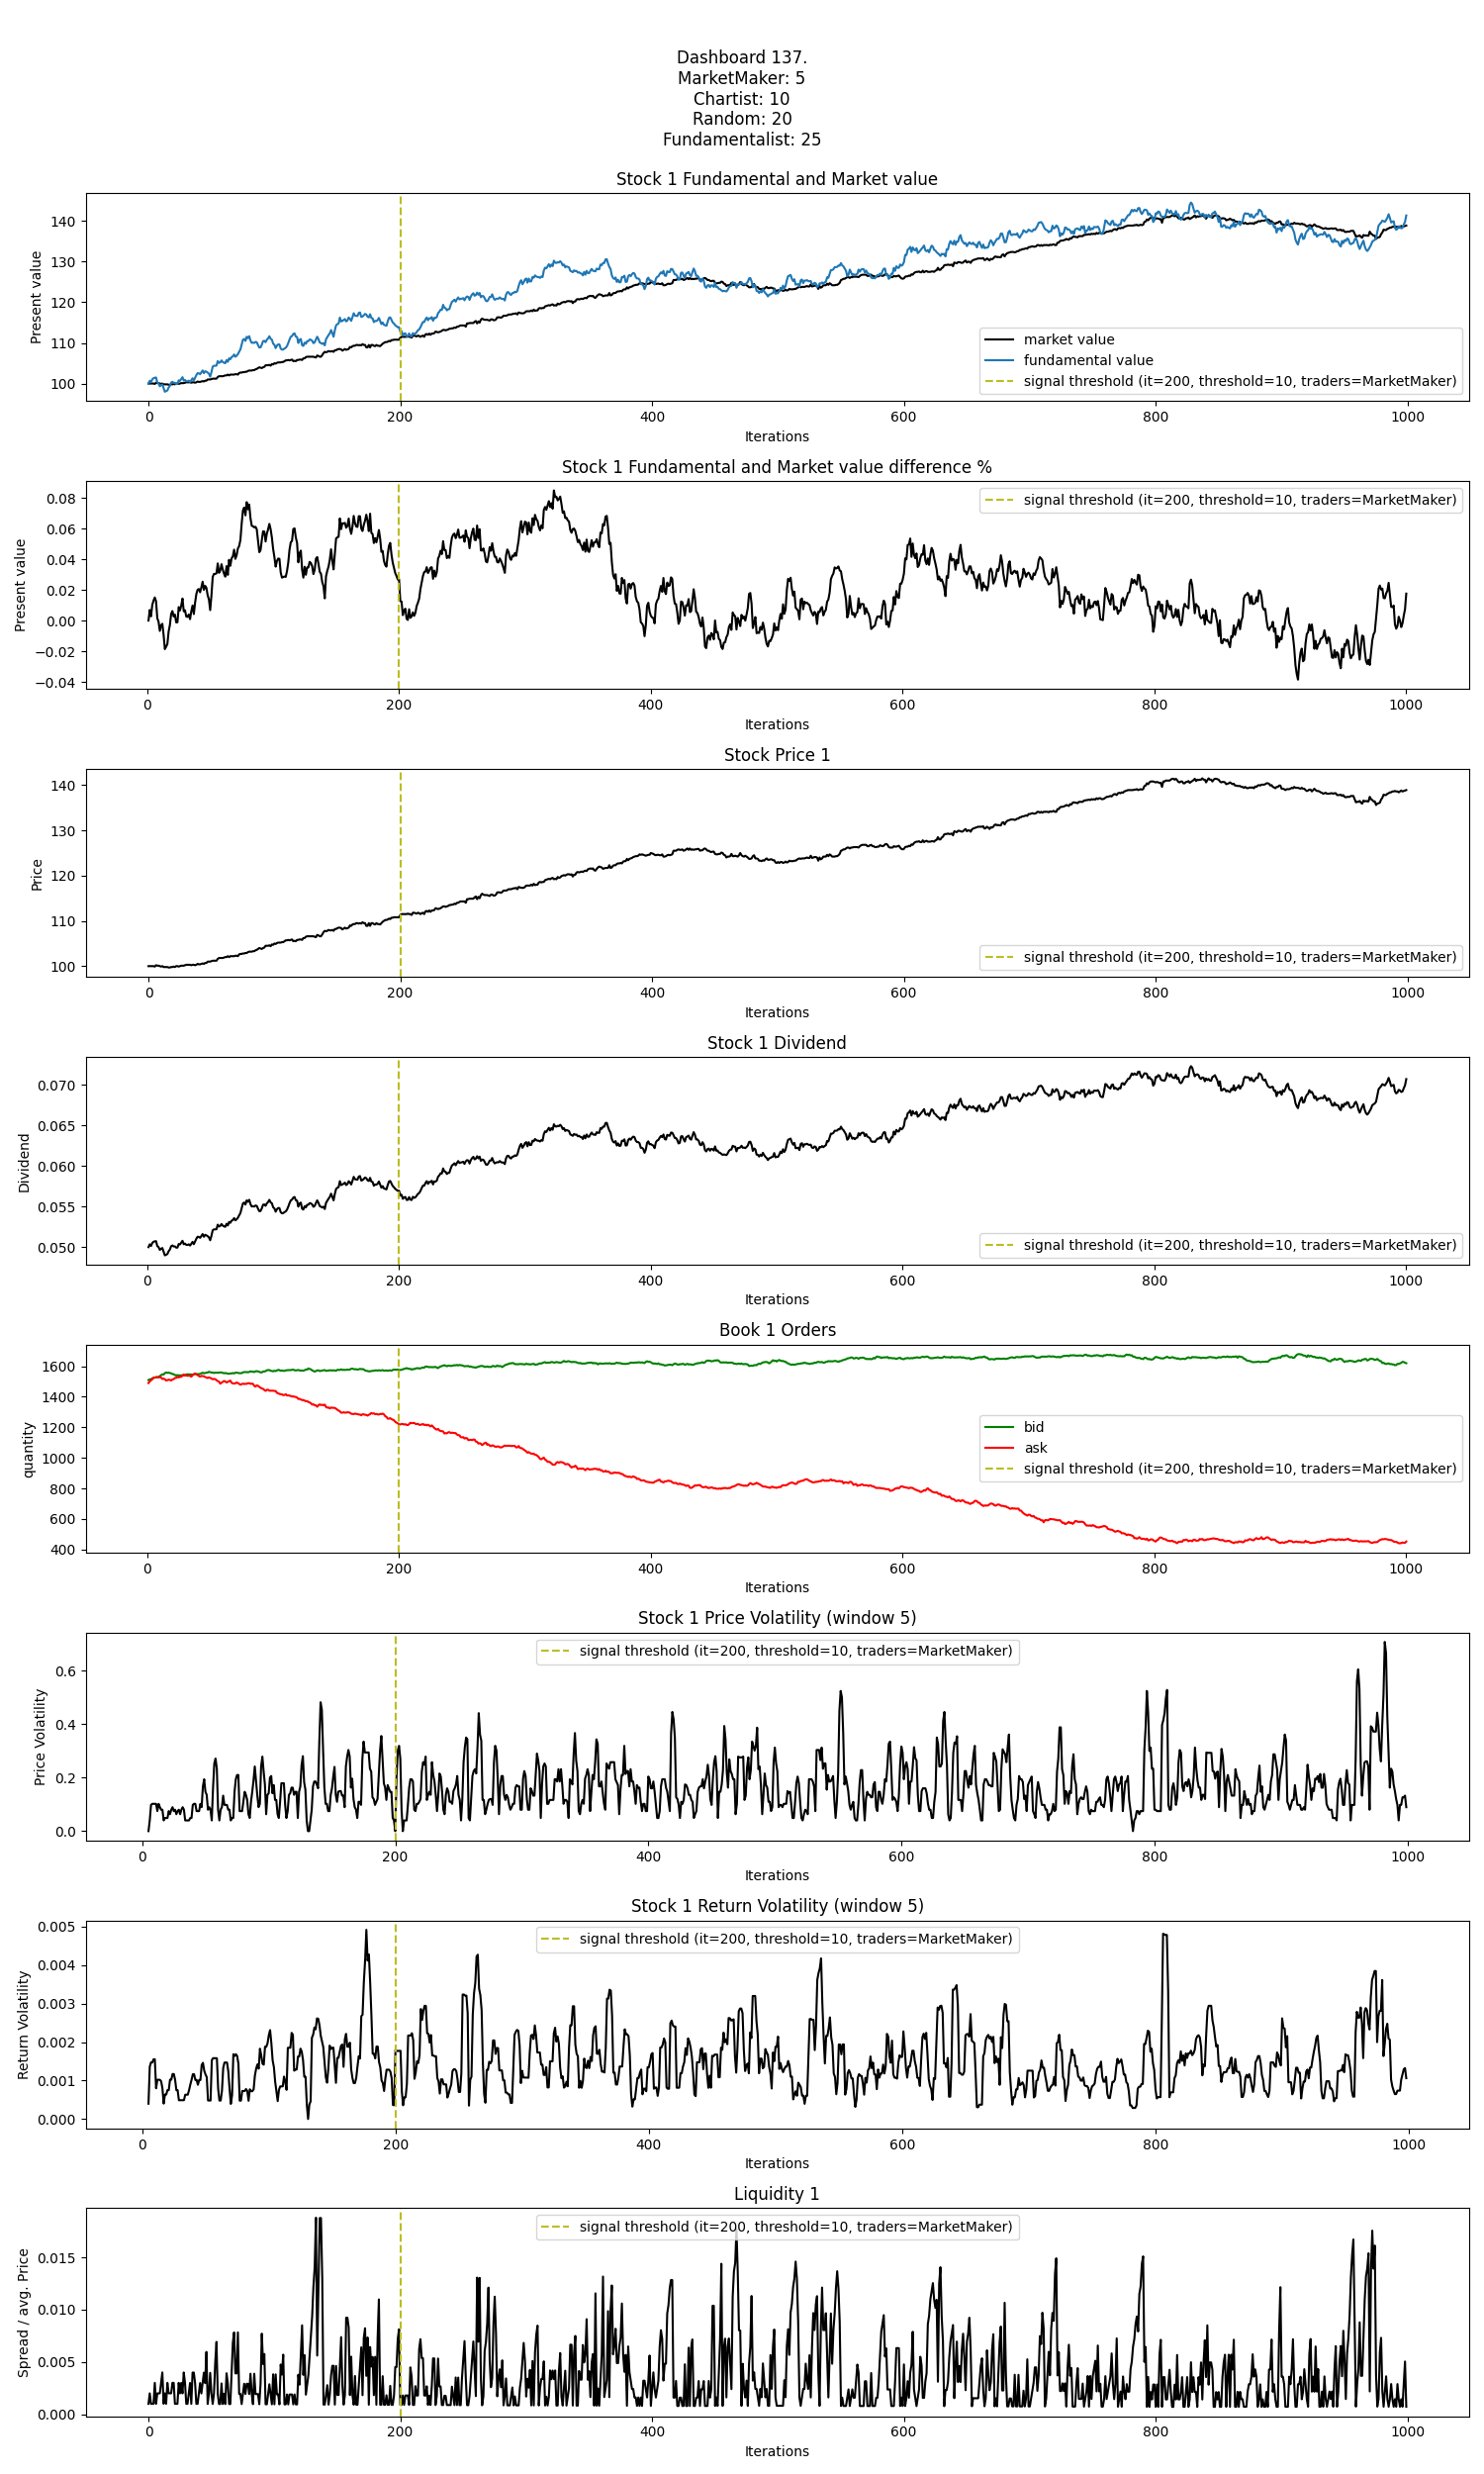 Dashboard 137.
MarketMaker: 5
Chartist: 10
Random: 20
Fundamentalist: 25
Stock 1 Fundamental and Market value
Present value
140
130
120
110
100
market value
fundamental value
signal threshold (it=200, threshold=10, traders=MarketMaker)
0 200 400 600 800 1000
Iterations
Stock 1 Fundamental and Market value difference %
Present value
0.08
0.06
0.04
0.02
0.00
−0.02
−0.04
signal threshold (it=200, threshold=10, traders=MarketMaker)
0 200 400 600 800 1000
Iterations
Stock Price 1
Price
140
130
120
110
100
signal threshold (it=200, threshold=10, traders=MarketMaker)
0 200 400 600 800 1000
Iterations
Stock 1 Dividend
Dividend
0.070
0.065
0.060
0.055
0.050
signal threshold (it=200, threshold=10, traders=MarketMaker)
0 200 400 600 800 1000
Iterations
Book 1 Orders
quantity
1600
1400
1200
1000
800
600
400
bid
ask
signal threshold (it=200, threshold=10, traders=MarketMaker)
0 200 400 600 800 1000
Iterations
Stock 1 Price Volatility (window 5)
Price Volatility
0.6
0.4
0.2
0.0
signal threshold (it=200, threshold=10, traders=MarketMaker)
0 200 400 600 800 1000
Iterations
Stock 1 Return Volatility (window 5)
Return Volatility
0.005
0.004
0.003
0.002
0.001
0.000
signal threshold (it=200, threshold=10, traders=MarketMaker)
0 200 400 600 800 1000
Iterations
Liquidity 1
Spread / avg. Price
0.015
0.010
0.005
0.000
signal threshold (it=200, threshold=10, traders=MarketMaker)
0 200 400 600 800 1000
Iterations